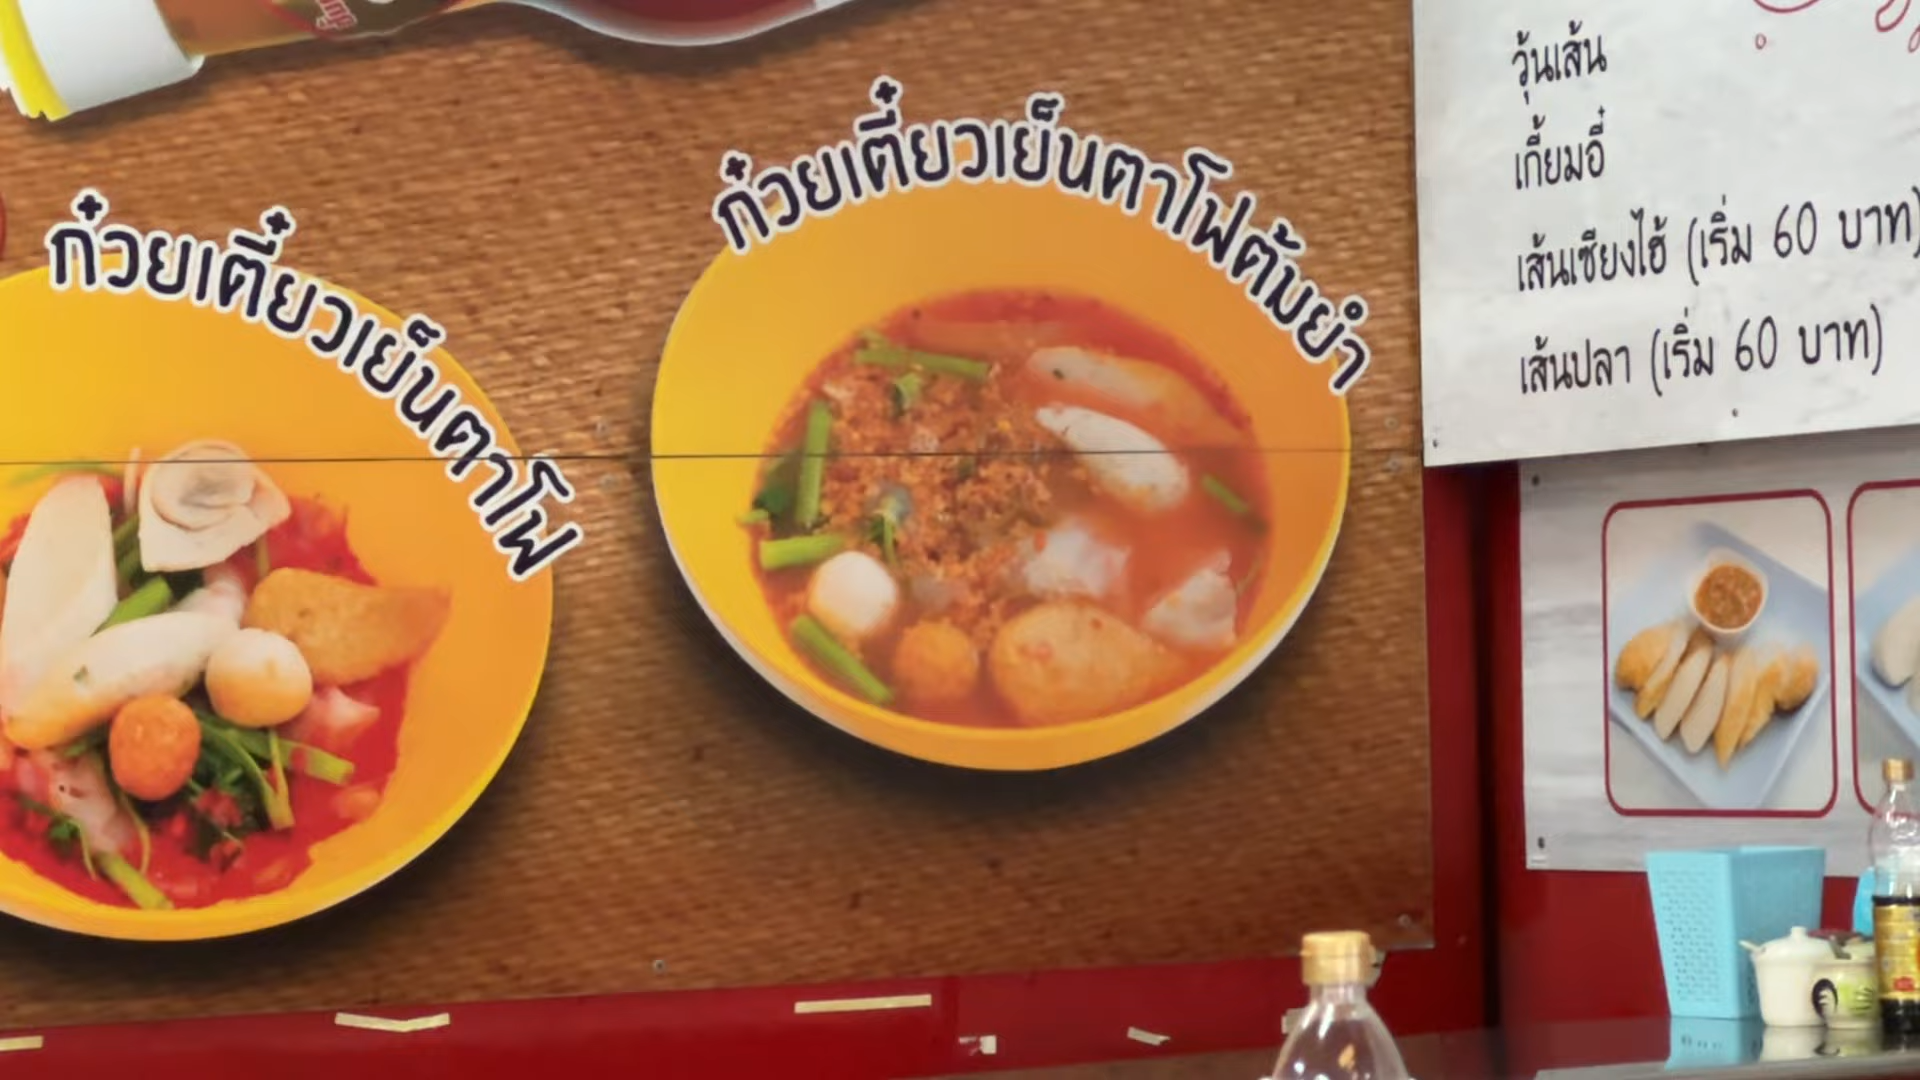 ก๋วยเตี๋ยวเย็นตาโฟ
ก๋วยเตี๋ยวเย็นตาโฟต้มยำ
วุ้นเส้น
เกี้ยมอี๋
เส้นเซียงไฮ้ (เริ่ม 60 บาท)
เส้นปลา (เริ่ม 60 บาท)